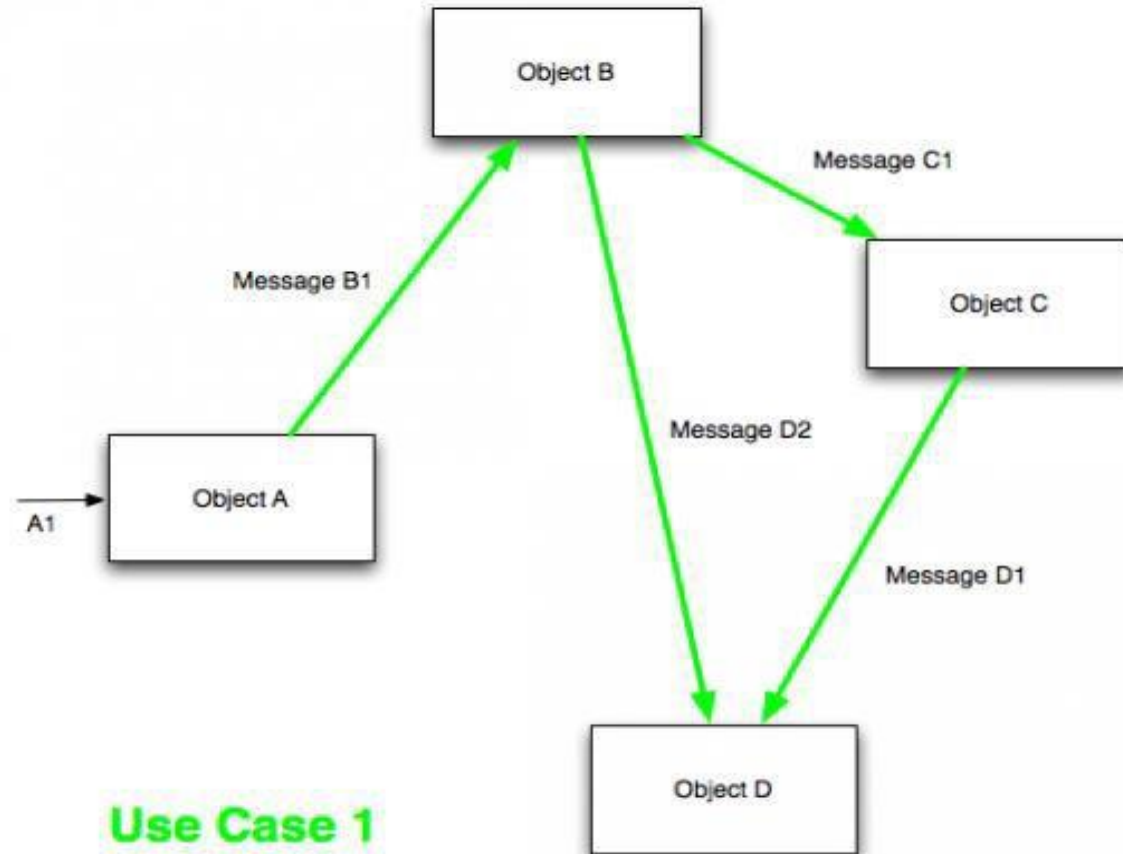 Object B
Message C1
Message B1
Object C
Message D2
Object A
A1
Message D1
Object D
Use Case 1